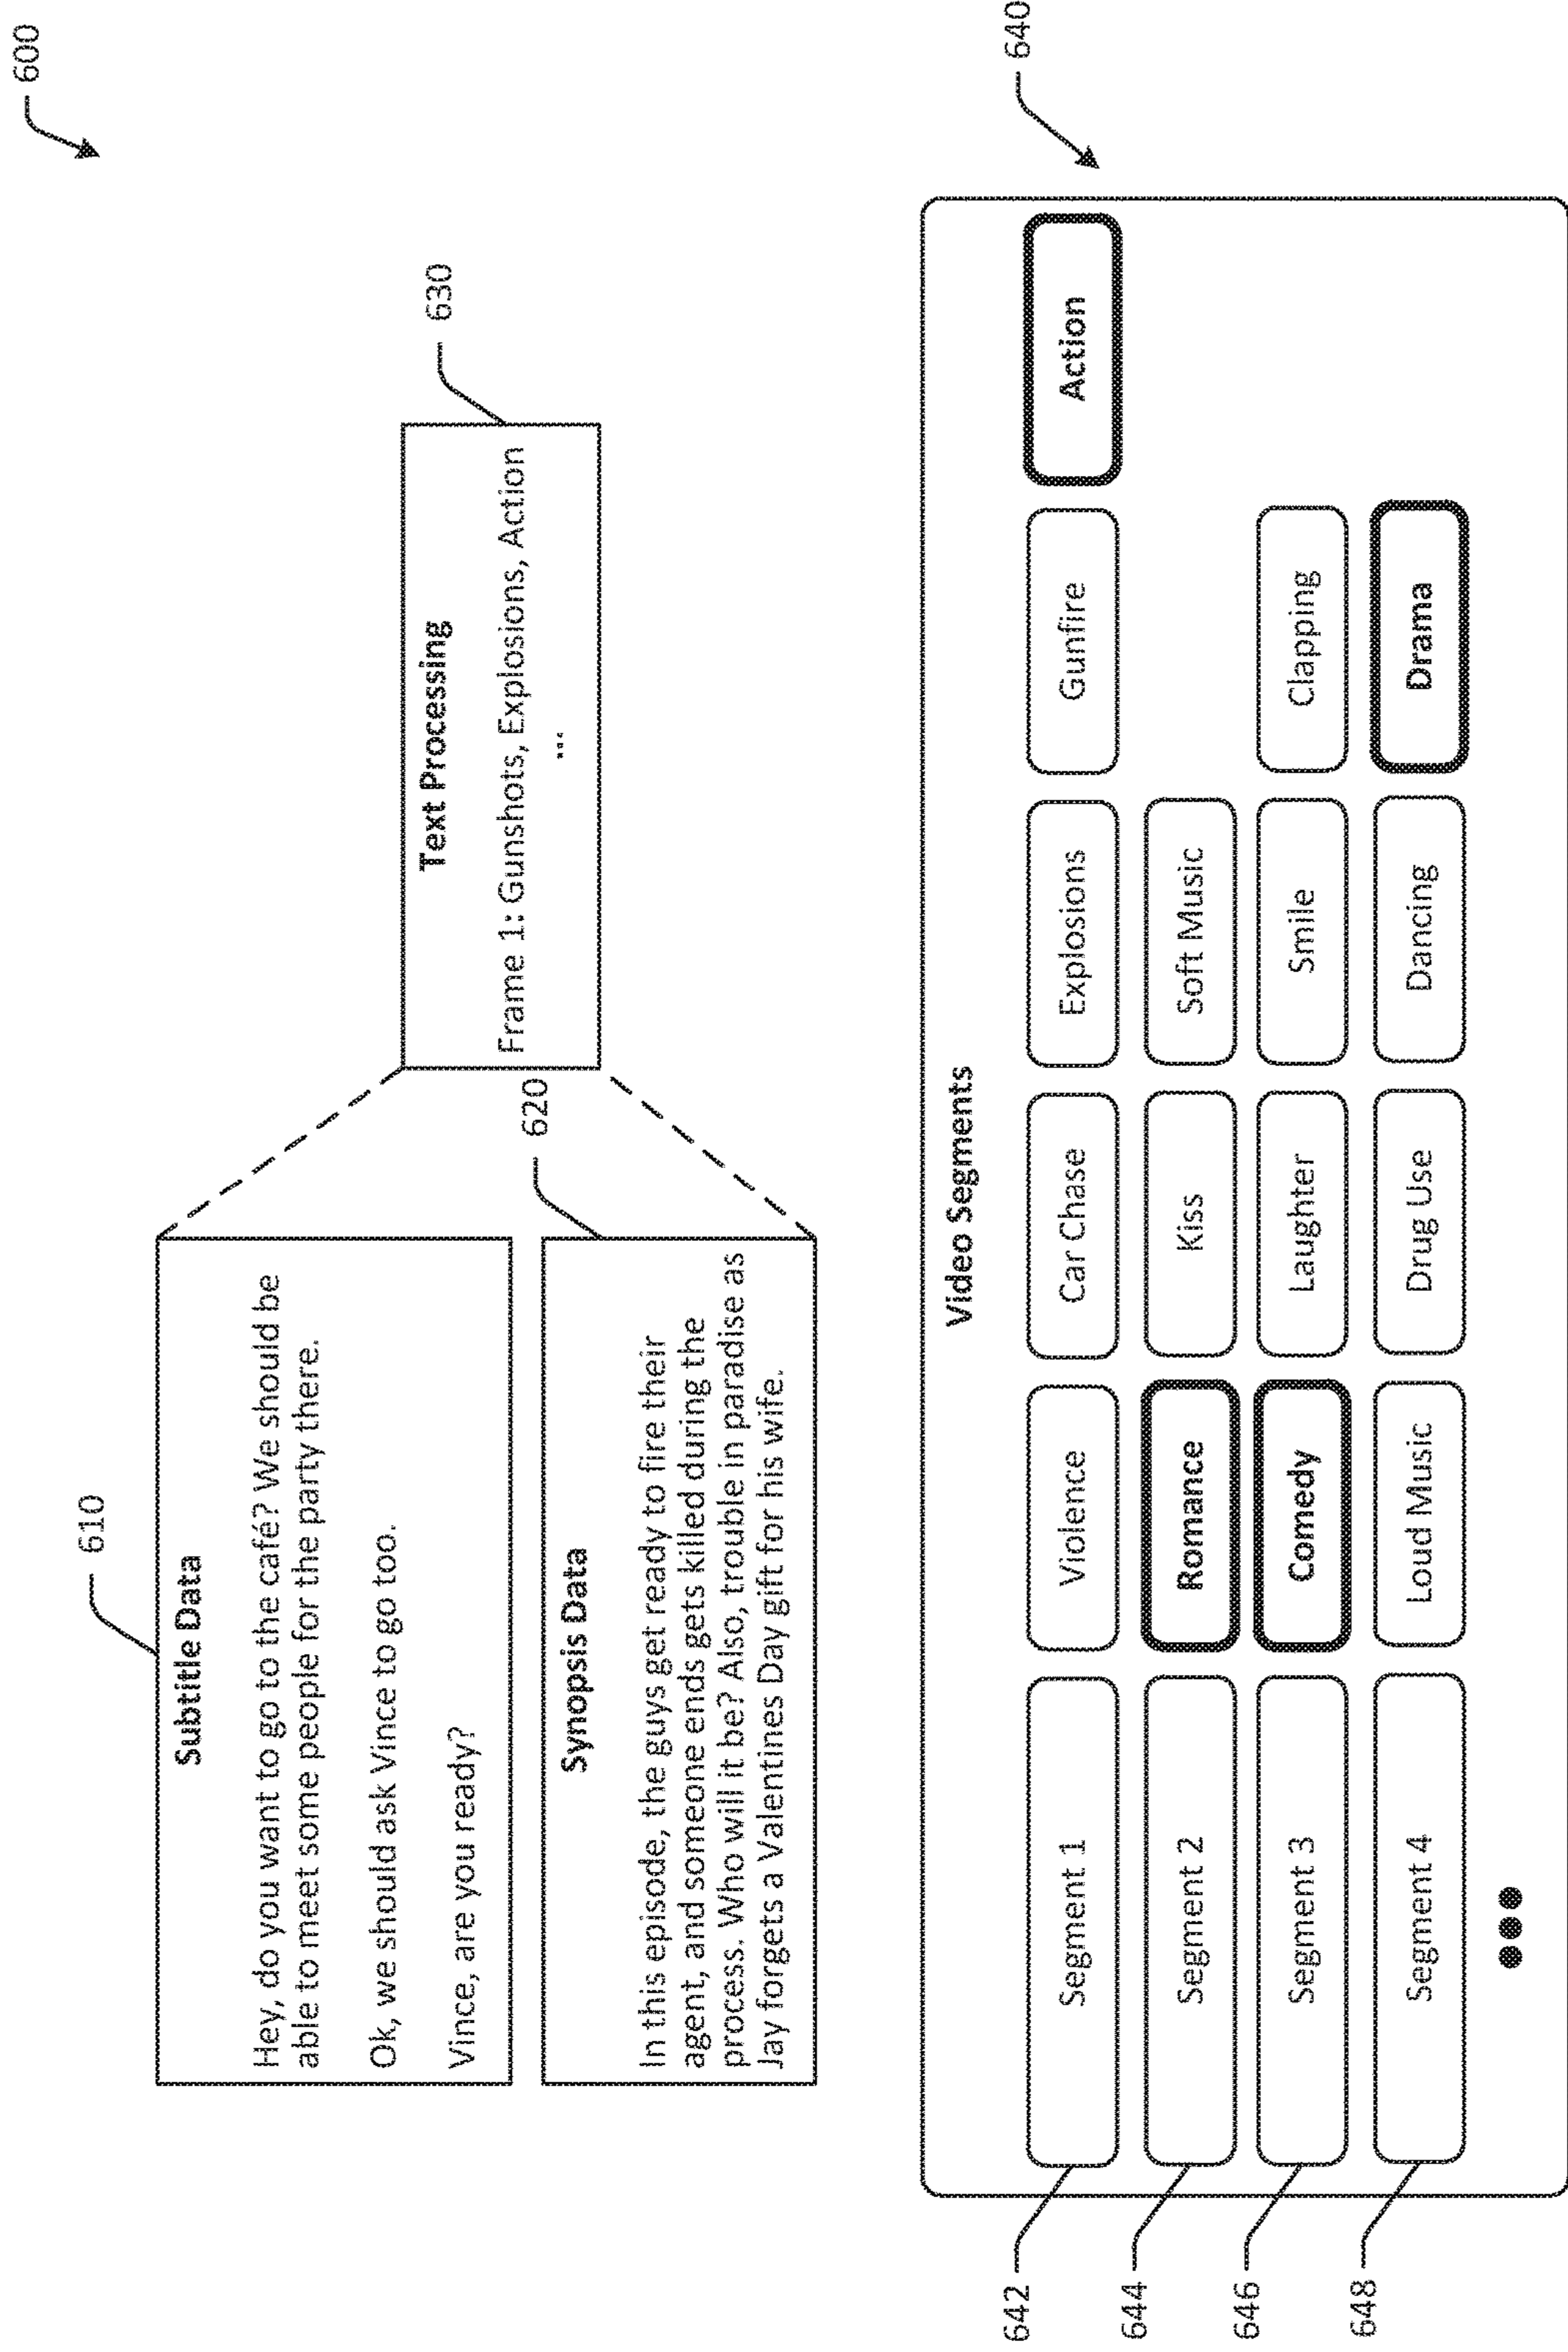 600
610
Subtitle Data
Hey, do you want to go to the café? We should be
able to meet some people for the party there.
Ok, we should ask Vince to go too.
Vince, are you ready?
620
Synopsis Data
In this episode, the guys get ready to fire their
agent, and someone ends gets killed during the
process. Who will it be? Also, trouble in paradise as
Jay forgets a Valentines Day gift for his wife.
630
Text Processing
Frame 1: Gunshots, Explosions, Action
...
640
Video Segments
642
Segment 1
Violence
Car Chase
Explosions
Gunfire
Action
644
Segment 2
Romance
Kiss
Soft Music
646
Segment 3
Comedy
Laughter
Smile
Clapping
648
Segment 4
Loud Music
Drug Use
Dancing
Drama